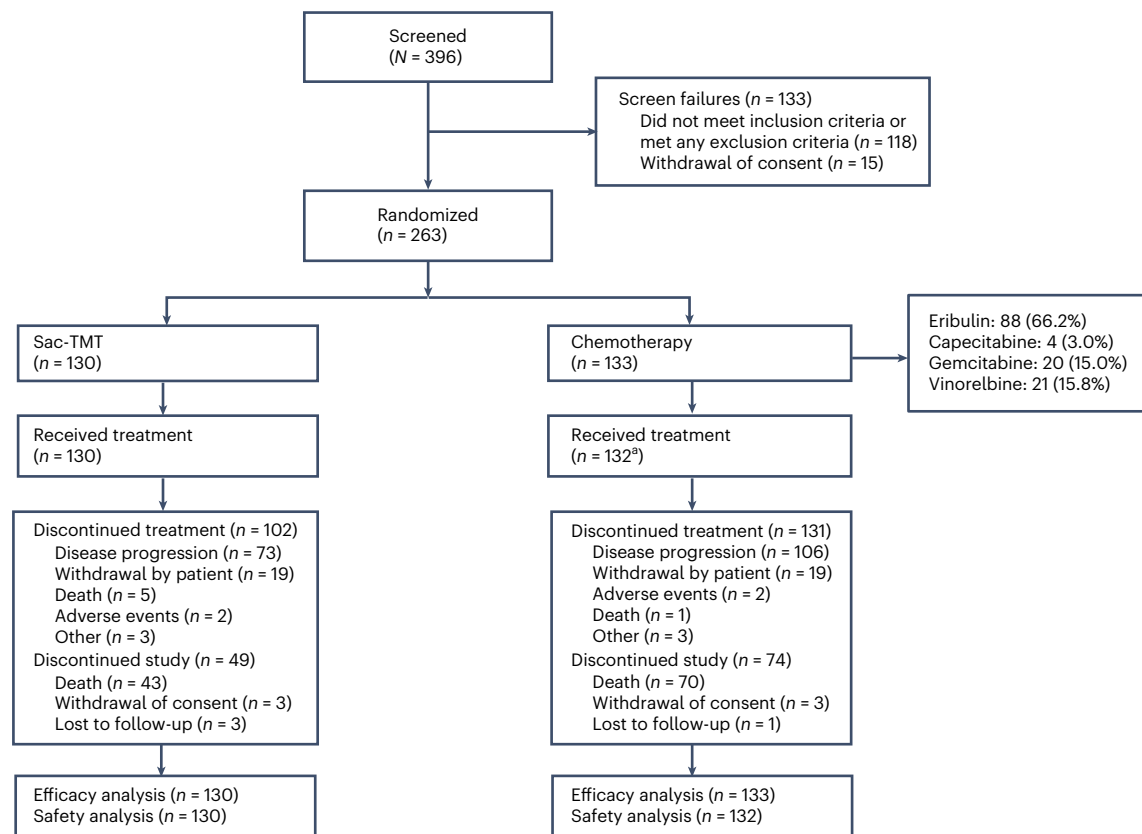 Screened
(N = 396)
Screen failures (n = 133)
Did not meet inclusion criteria or
met any exclusion criteria (n = 118)
Withdrawal of consent (n = 15)
Randomized
(n = 263)
Sac-TMT
(n = 130)
Chemotherapy
(n = 133)
Eribulin: 88 (66.2%)
Capecitabine: 4 (3.0%)
Gemcitabine: 20 (15.0%)
Vinorelbine: 21 (15.8%)
Received treatment
(n = 130)
Received treatment
(n = 132ᵃ)
Discontinued treatment (n = 102)
Disease progression (n = 73)
Withdrawal by patient (n = 19)
Death (n = 5)
Adverse events (n = 2)
Other (n = 3)
Discontinued study (n = 49)
Death (n = 43)
Withdrawal of consent (n = 3)
Lost to follow-up (n = 3)
Discontinued treatment (n = 131)
Disease progression (n = 106)
Withdrawal by patient (n = 19)
Adverse events (n = 2)
Death (n = 1)
Other (n = 3)
Discontinued study (n = 74)
Death (n = 70)
Withdrawal of consent (n = 3)
Lost to follow-up (n = 1)
Efficacy analysis (n = 130)
Safety analysis (n = 130)
Efficacy analysis (n = 133)
Safety analysis (n = 132)